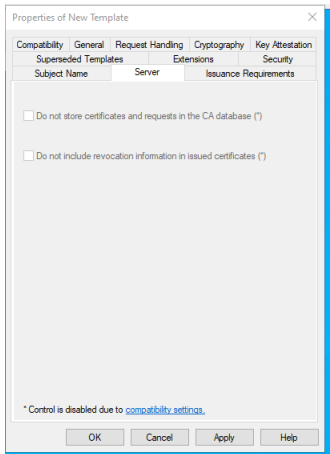 Properties of New Template
Compatibility General Request Handling Cryptography Key Attestation
Superseded Templates Extensions Security
Subject Name Server Issuance Requirements
Do not store certificates and requests in the CA database (*)
Do not include revocation information in issued certificates (*)
* Control is disabled due to compatibility settings.
OK Cancel Apply Help